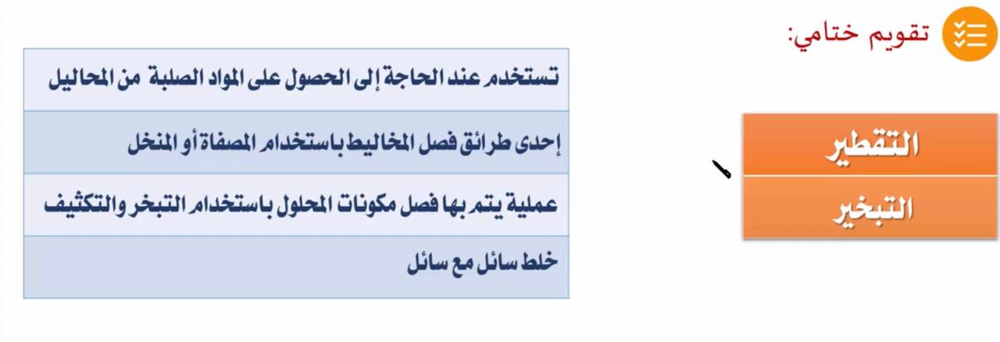 تقويم ختامي:
التقطير
التبخير
تستخدم عند الحاجة إلى الحصول على المواد الصلبة من المحاليل
إحدى طرائق فصل المخاليط باستخدام المصفاة أو المنخل
عملية يتم بها فصل مكونات المحلول باستخدام التبخر والتكثيف
خلط سائل مع سائل